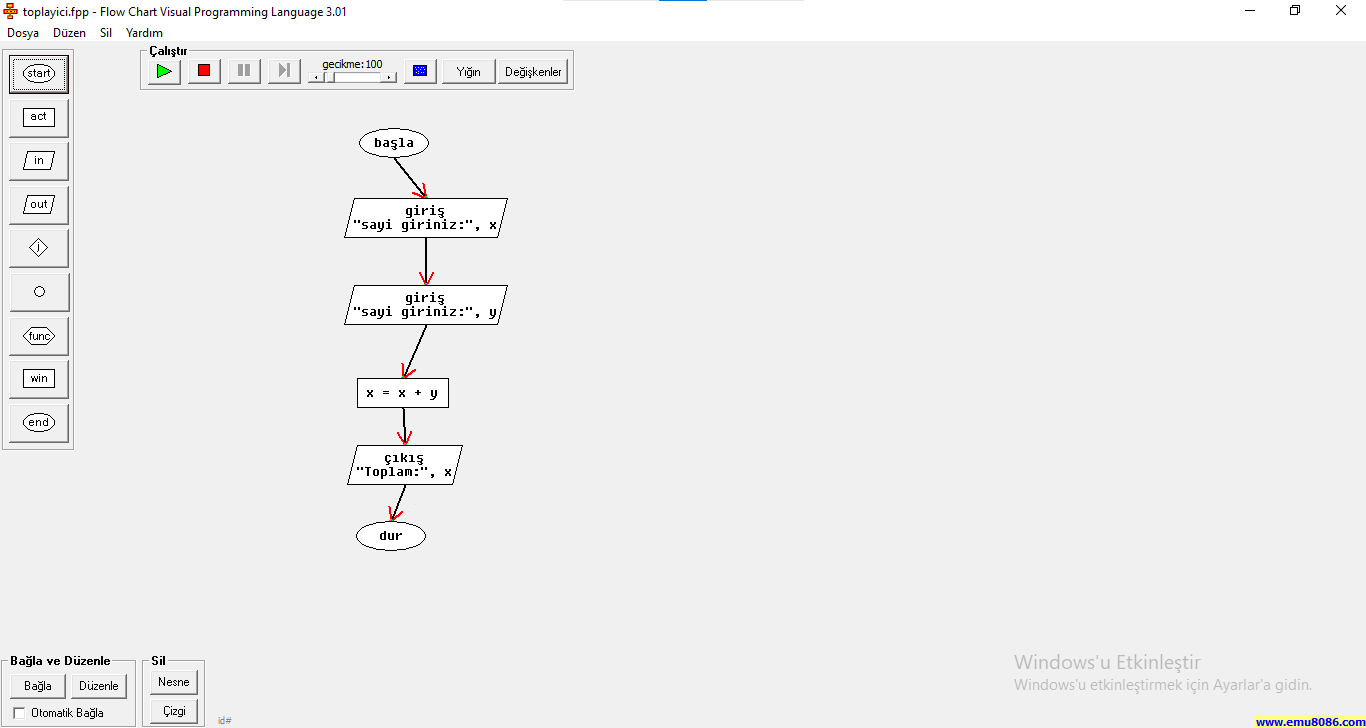 toplayici.fpp - Flow Chart Visual Programming Language 3.01
Dosya Düzen Sil Yardım
Çalıştır
gecikme:100
Yığın
Değişkenler
start
act
in
out
j
func
win
end
başla
giriş
"sayi giriniz:", x
giriş
"sayi giriniz:", y
x = x + y
çıkış
"Toplam:", x
dur
Bağla ve Düzenle
Bağla
Düzenle
Otomatik Bağla
Sil
Nesne
Çizgi
id#
Windows'u Etkinleştir
Windows'u etkinleştirmek için Ayarlar'a gidin.
www.emu8086.com